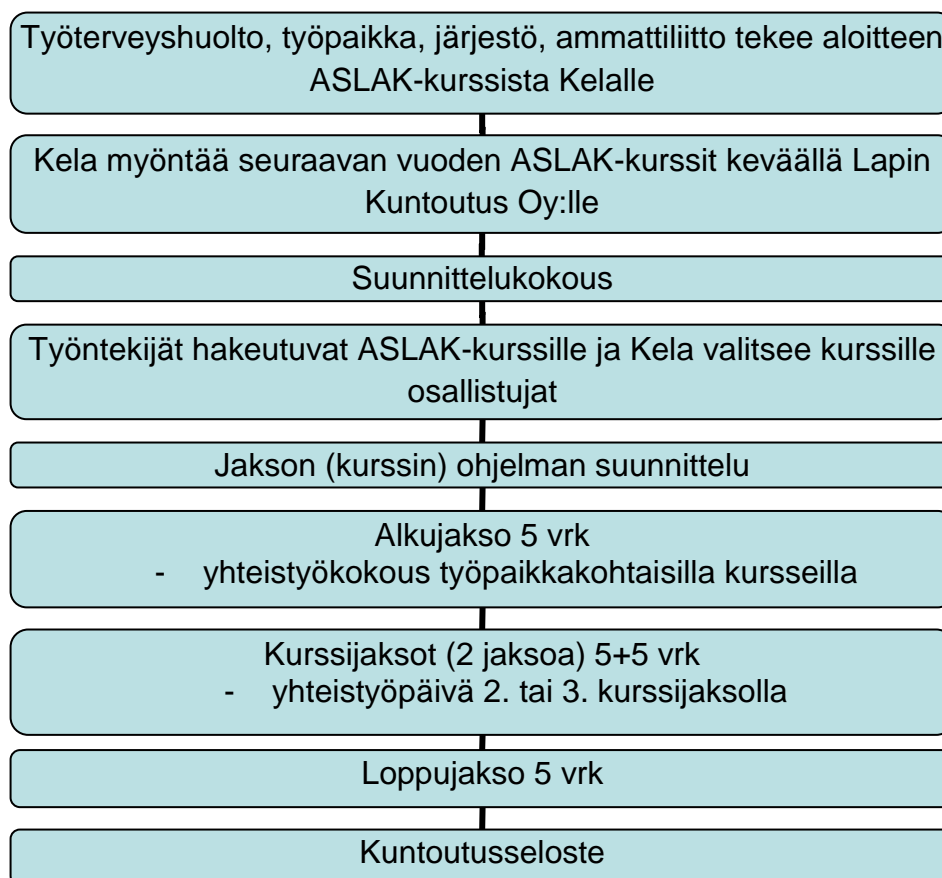 Työterveyshuolto, työpaikka, järjestö, ammattiliitto tekee aloitteen
ASLAK-kurssista Kelalle
Kela myöntää seuraavan vuoden ASLAK-kurssit keväällä Lapin
Kuntoutus Oy:lle
Suunnittelukokous
Työntekijät hakeutuvat ASLAK-kurssille ja Kela valitsee kurssille
osallistujat
Jakson (kurssin) ohjelman suunnittelu
Alkujakso 5 vrk
- yhteistyökokous työpaikkakohtaisilla kursseilla
Kurssijaksot (2 jaksoa) 5+5 vrk
- yhteistyöpäivä 2. tai 3. kurssijaksolla
Loppujakso 5 vrk
Kuntoutusseloste